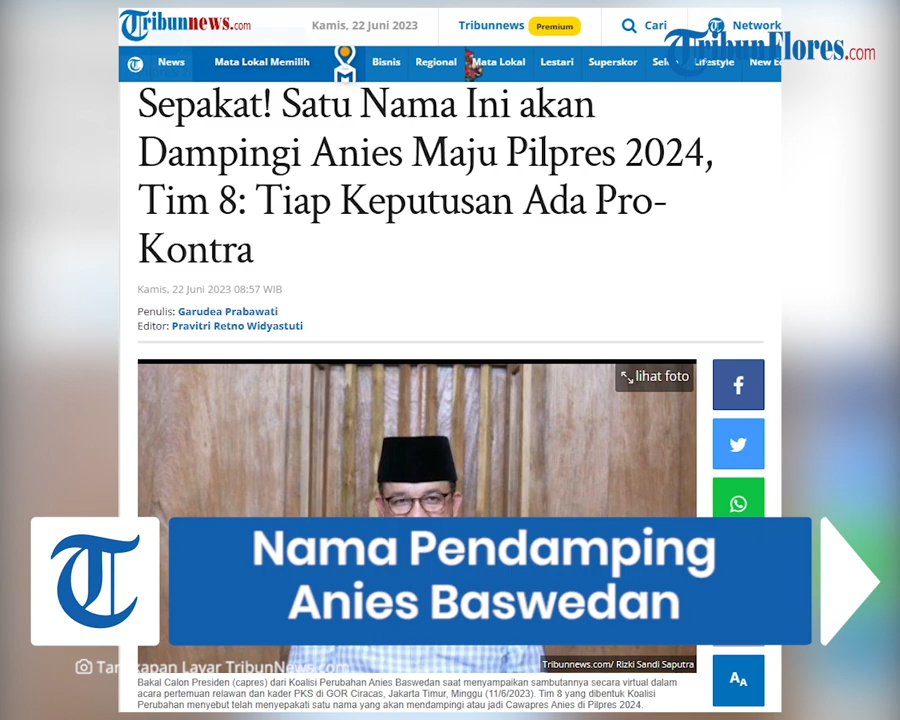 Tribunnews.com
Kamis, 22 Juni 2023
Tribunnews Premium
Cari
Network
TribunFlores.com
News Mata Lokal Memilih Bisnis Regional Mata Lokal Lestari Superskor Lifestyle
Sepakat! Satu Nama Ini akan
Dampingi Anies Maju Pilpres 2024,
Tim 8: Tiap Keputusan Ada Pro-
Kontra
Kamis, 22 Juni 2023 08:57 WIB
Penulis: Garudea Prabawati
Editor: Pravitri Retno Widyastuti
lihat foto
Nama Pendamping
Anies Baswedan
Tangkapan Layar TribunNews.com
Tribunnews.com/ Rizki Sandi Saputra
AA
Bakal Calon Presiden (capres) dari Koalisi Perubahan Anies Baswedan saat menyampaikan sambutannya secara virtual dalam
acara pertemuan relawan dan kader PKS di GOR Ciracas, Jakarta Timur, Minggu (11/6/2023). Tim 8 yang dibentuk Koalisi
Perubahan menyebut telah menyepakati satu nama yang akan mendampingi atau jadi Cawapres Anies di Pilpres 2024.